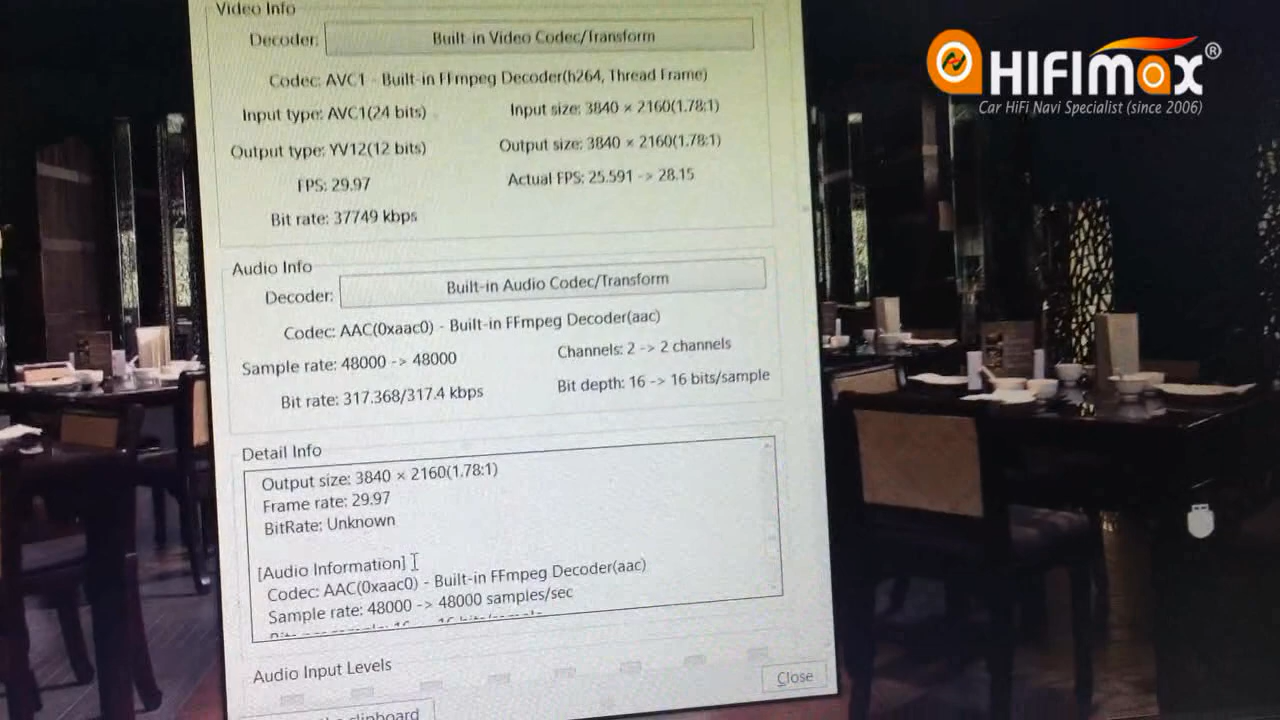 Video Info
Decoder: Built-in Video Codec/Transform
Codec: AVC1 - Built-in FFmpeg Decoder(h264, Thread Frame)
Input type: AVC1(24 bits) Input size: 3840 × 2160(1.78:1)
Output type: YV12(12 bits) Output size: 3840 × 2160(1.78:1)
FPS: 29.97 Actual FPS: 25.591 -> 28.15
Bit rate: 37749 kbps
Audio Info
Decoder: Built-in Audio Codec/Transform
Codec: AAC(0xaac0) - Built-in FFmpeg Decoder(aac)
Sample rate: 48000 -> 48000 Channels: 2 -> 2 channels
Bit rate: 317.368/317.4 kbps Bit depth: 16 -> 16 bits/sample
Detail Info
Output size: 3840 × 2160(1.78:1)
Frame rate: 29.97
BitRate: Unknown
[Audio Information]
Codec: AAC(0xaac0) - Built-in FFmpeg Decoder(aac)
Sample rate: 48000 -> 48000 samples/sec
Audio Input Levels
Close
clipboard
HiFiMAX®
Car HiFi Navi Specialist (since 2006)